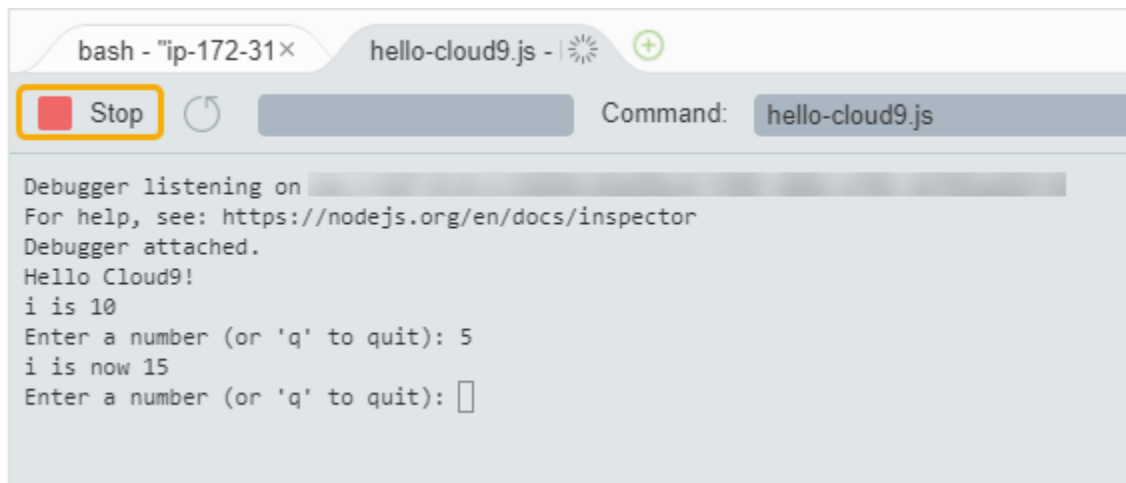 bash - "ip-172-31× hello-cloud9.js - 
Stop Command: hello-cloud9.js
Debugger listening on
For help, see: https://nodejs.org/en/docs/inspector
Debugger attached.
Hello Cloud9!
i is 10
Enter a number (or 'q' to quit): 5
i is now 15
Enter a number (or 'q' to quit):